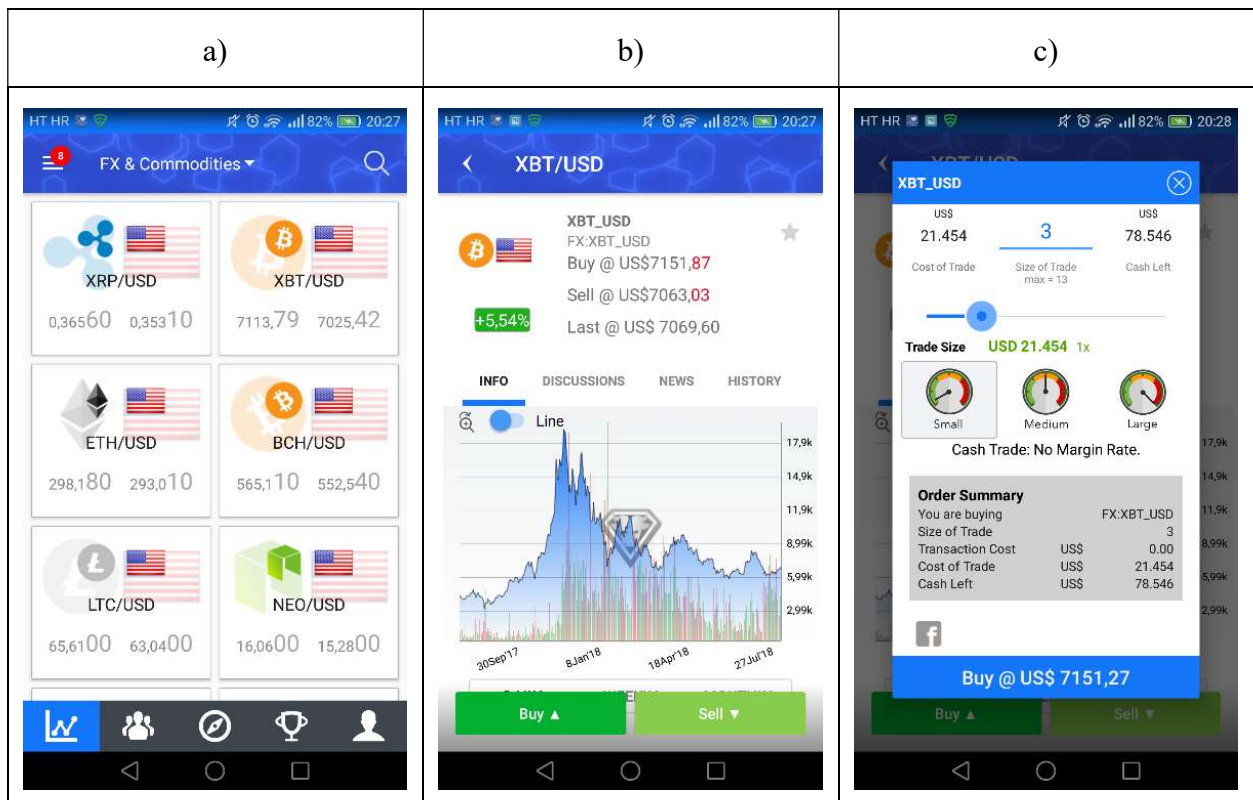 a)
b)
c)
HT HR 82% 20:27
8 FX & Commodities
XRP/USD
0,36560 0,35310
XBT/USD
7113,79 7025,42
ETH/USD
298,180 293,010
BCH/USD
565,110 552,540
LTC/USD
65,6100 63,0400
NEO/USD
16,0600 15,2800
HT HR 82% 20:27
XBT/USD
XBT_USD
FX:XBT_USD
Buy @ US$7151,87
Sell @ US$7063,03
+5,54%
Last @ US$ 7069,60
INFO DISCUSSIONS NEWS HISTORY
Line
17,9k
14,9k
11,9k
8,99k
5,99k
2,99k
30Sep'17 8Jan'18 18Apr'18 27Jul'18
Buy ▲ Sell ▼
HT HR 82% 20:28
XBT_USD
US$ US$
21.454 3 78.546
Cost of Trade Size of Trade Cash Left
max = 13
Trade Size USD 21.454 1x
Small Medium Large
Cash Trade: No Margin Rate.
Order Summary
You are buying FX:XBT_USD
Size of Trade 3
Transaction Cost US$ 0.00
Cost of Trade US$ 21.454
Cash Left US$ 78.546
f
Buy @ US$ 7151,27
17,9k
14,9k
11,9k
8,99k
5,99k
2,99k
Buy ▲ Sell ▼